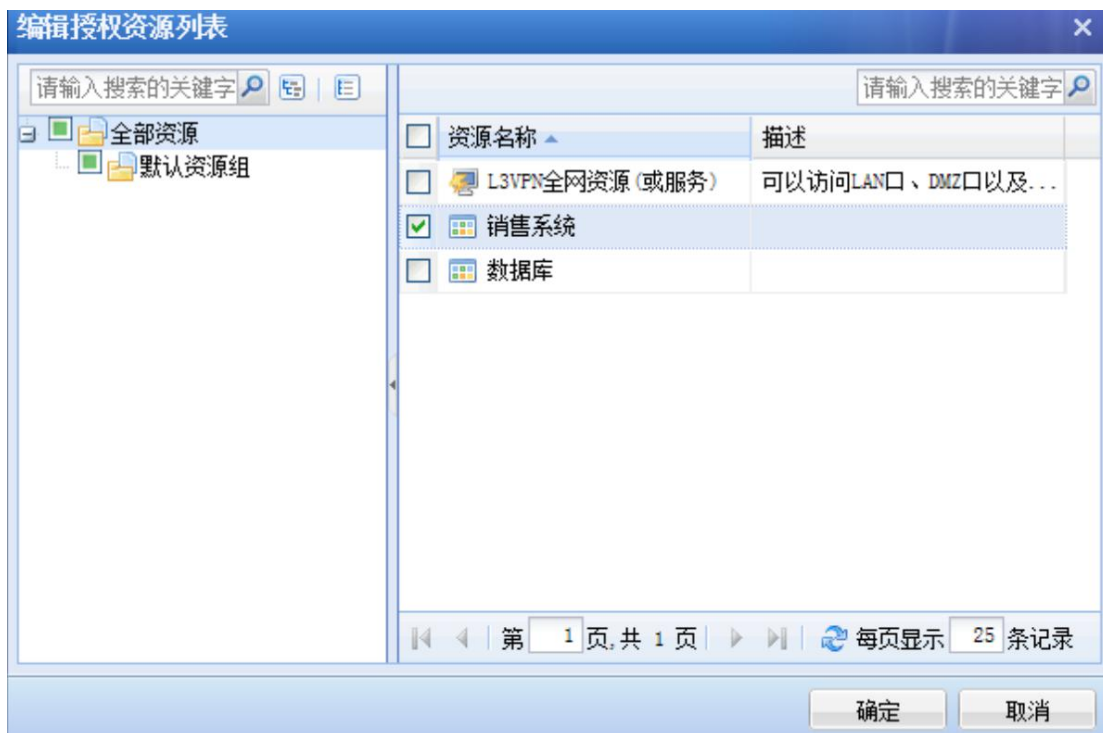 编辑授权资源列表
请输入搜索的关键字
请输入搜索的关键字
全部资源
默认资源组
资源名称 描述
L3VPN全网资源(或服务) 可以访问LAN口、DMZ口以及...
销售系统
数据库
第 1 页,共 1 页 每页显示 25 条记录
确定 取消